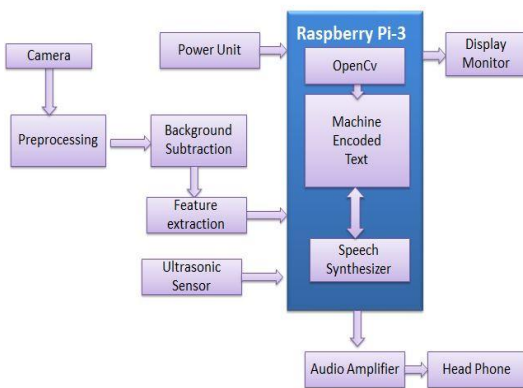 Camera
Preprocessing
Background
Subtraction
Feature
extraction
Ultrasonic
Sensor
Power Unit
Raspberry Pi-3
OpenCv
Machine
Encoded
Text
Speech
Synthesizer
Display
Monitor
Audio Amplifier
Head Phone